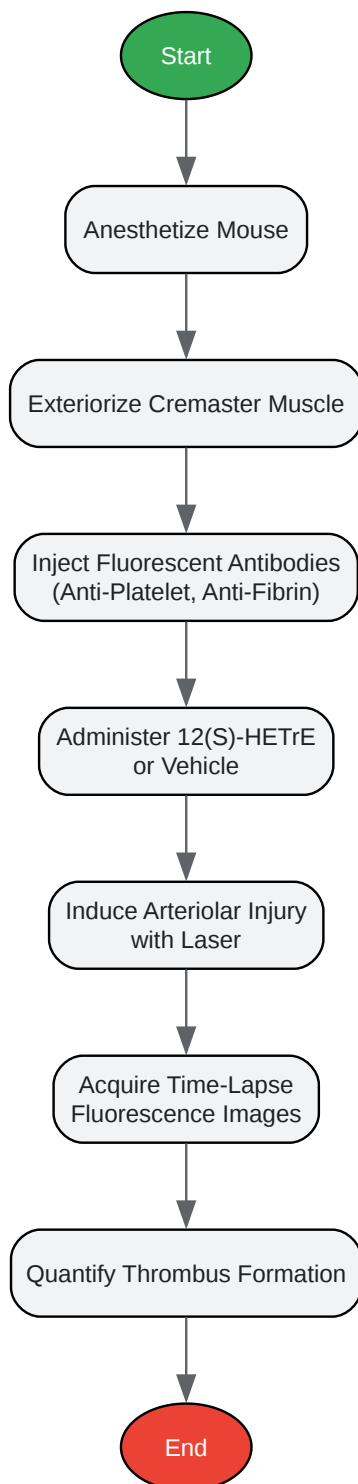 Start
Anesthetize Mouse
Exteriorize Cremaster Muscle
Inject Fluorescent Antibodies
(Anti-Platelet, Anti-Fibrin)
Administer 12(S)-HETrE
or Vehicle
Induce Arteriolar Injury
with Laser
Acquire Time-Lapse
Fluorescence Images
Quantify Thrombus Formation
End